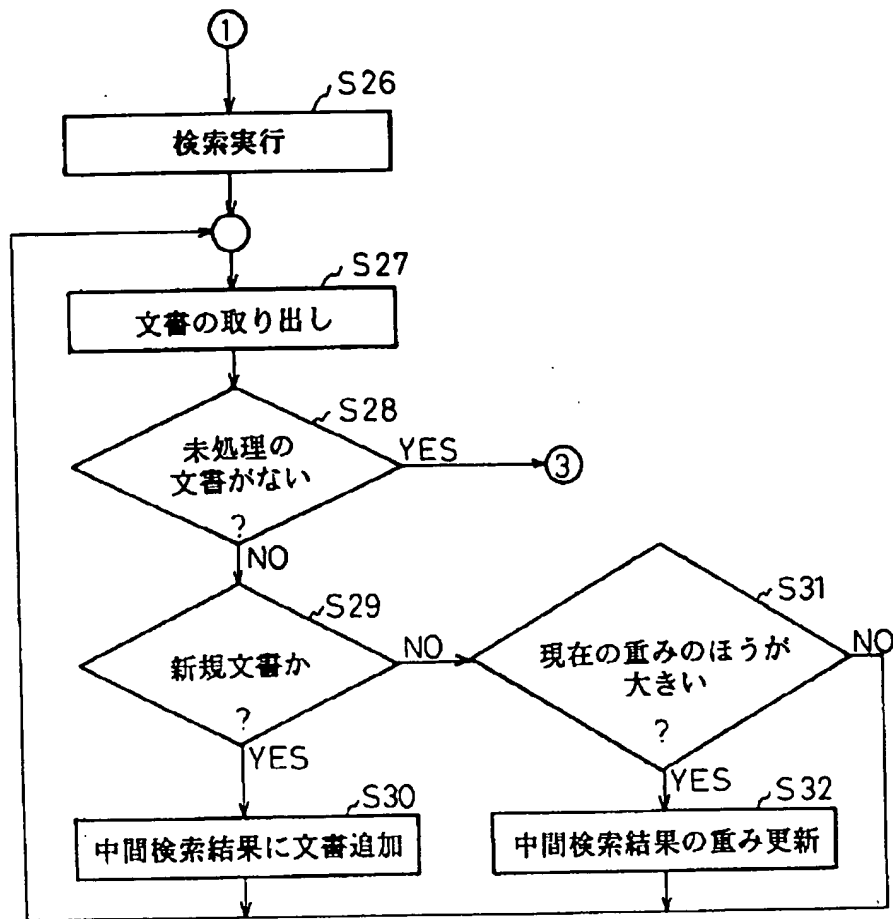 ①
S26
検索実行
S27
文書の取り出し
S28
未処理の
文書がない
?
YES
③
NO
S29
新規文書か
?
NO
S31
現在の重みのほうが
大きい
?
NO
YES
YES
S30
中間検索結果に文書追加
S32
中間検索結果の重み更新